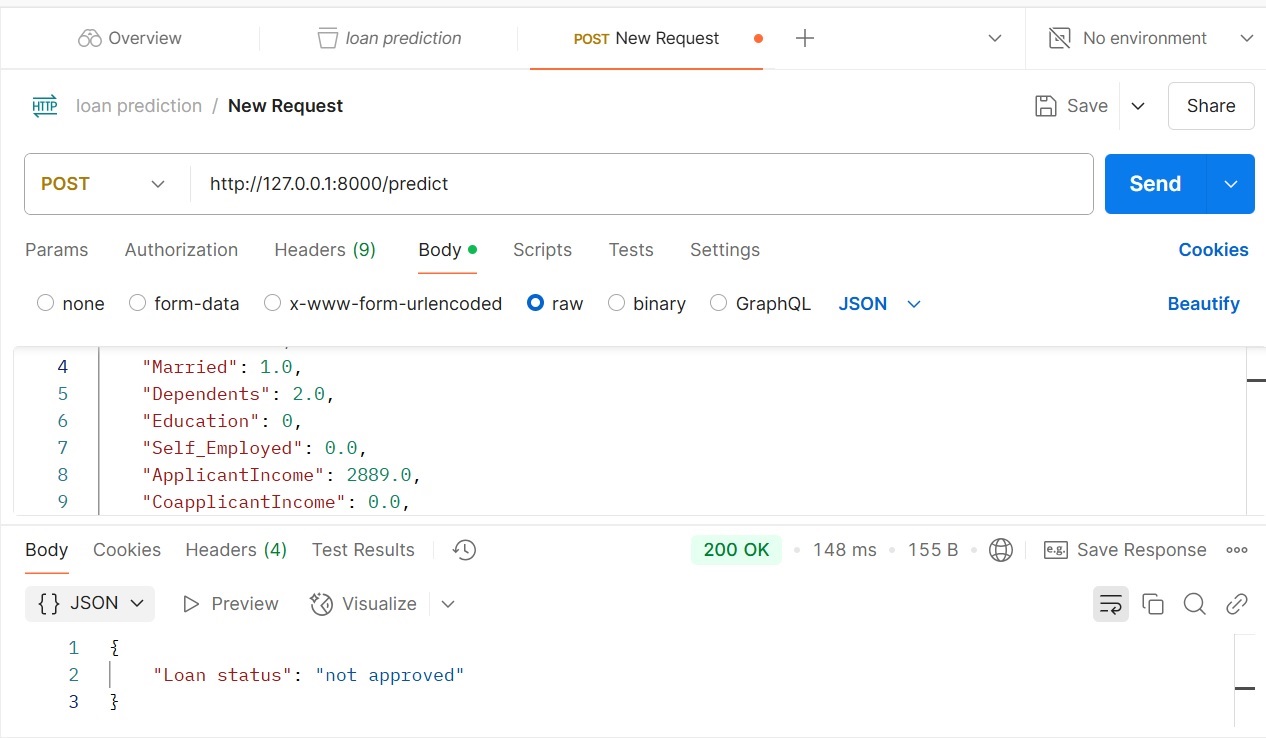 Overview
loan prediction
POST New Request
No environment
HTTP loan prediction / New Request
Save
Share
POST http://127.0.0.1:8000/predict
Send
Params Authorization Headers (9) Body Scripts Tests Settings Cookies
none form-data x-www-form-urlencoded raw binary GraphQL JSON Beautify
4 "Married": 1.0,
5 "Dependents": 2.0,
6 "Education": 0,
7 "Self_Employed": 0.0,
8 "ApplicantIncome": 2889.0,
9 "CoapplicantIncome": 0.0,
Body Cookies Headers (4) Test Results 200 OK • 148 ms • 155 B • e.g. Save Response
{} JSON Preview Visualize
1 {
2 "Loan status": "not approved"
3 }